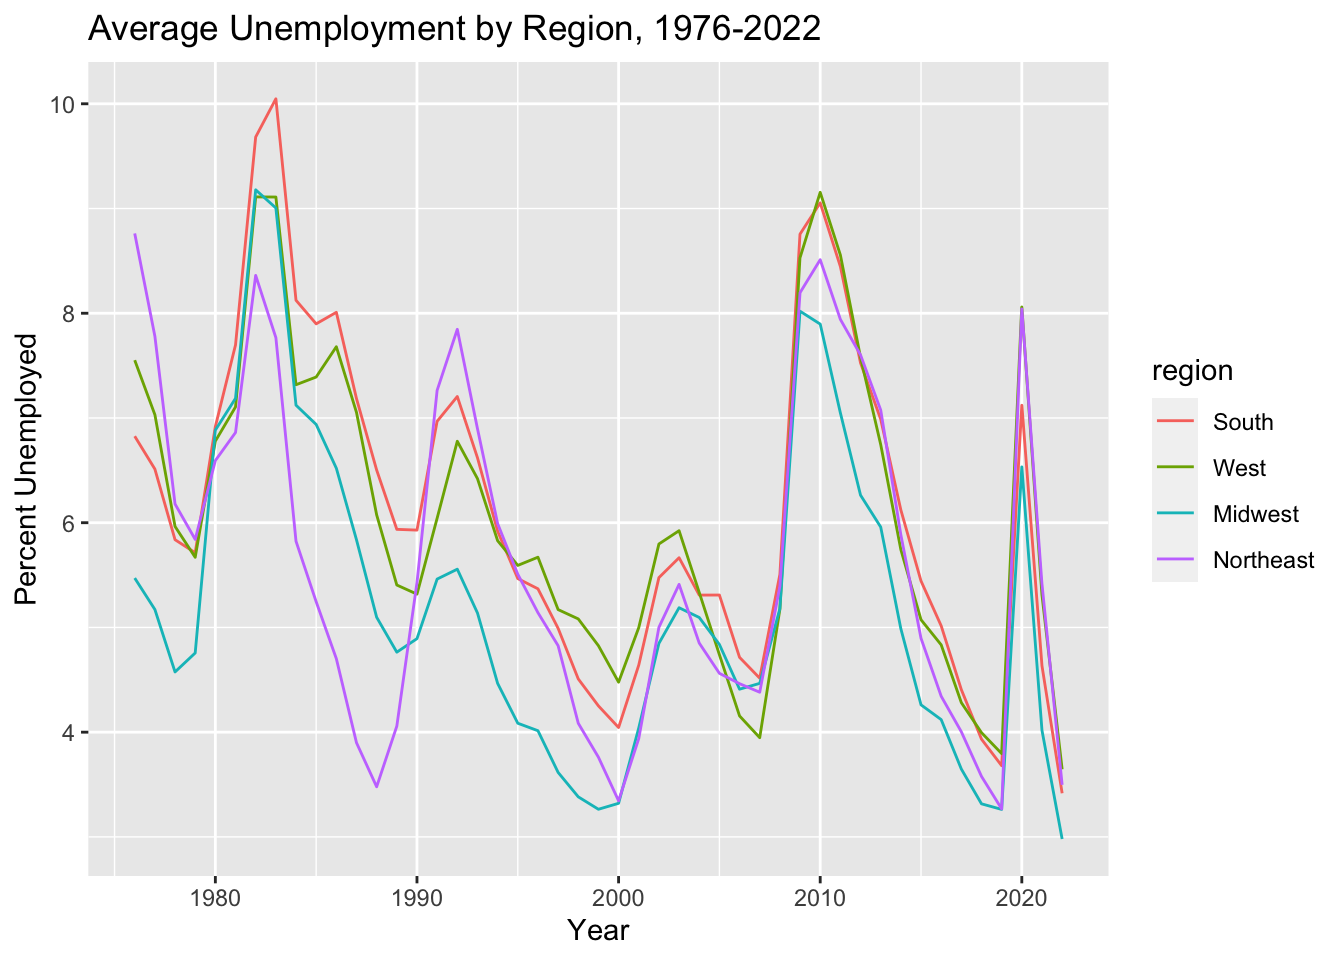 Average Unemployment by Region, 1976-2022
Percent Unemployed
10
8
6
4
1980 1990 2000 2010 2020
Year
region
South
West
Midwest
Northeast